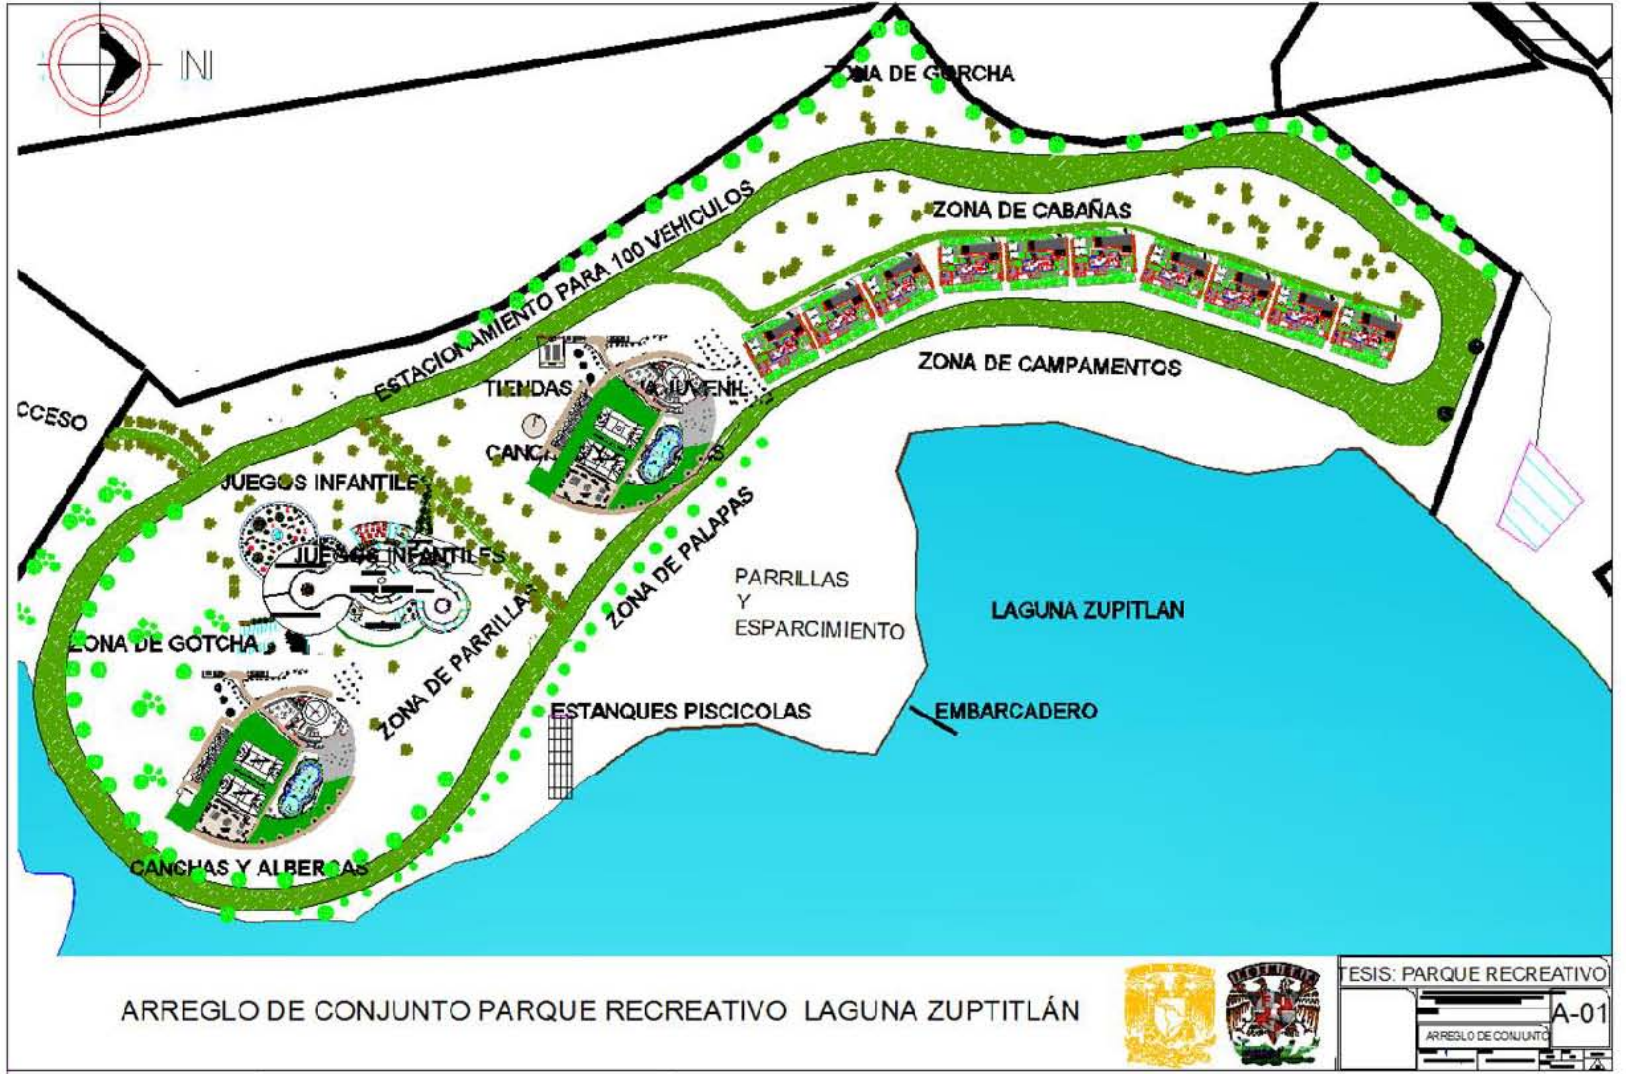 N
ZONA DE GORCHA
ESTACIONAMIENTO PARA 100 VEHICULOS
ZONA DE CABAÑAS
ZONA DE CAMPAMENTOS
CCESO
TIENDAS
JUVENIL
JUEGOS INFANTILE
JUEGOS INFANTILES
ZONA DE PALAPAS
PARRILLAS
Y
ESPARCIMIENTO
LAGUNA ZUPITLAN
ZONA DE GOTCHA
ZONA DE PARRILLAS
ESTANQUES PISCICOLAS
EMBARCADERO
CANCHAS Y ALBERCAS
ARREGLO DE CONJUNTO PARQUE RECREATIVO LAGUNA ZUPTITLÁN
TESIS: PARQUE RECREATIVO
A-01
ARREGLO DE CONJUNTO